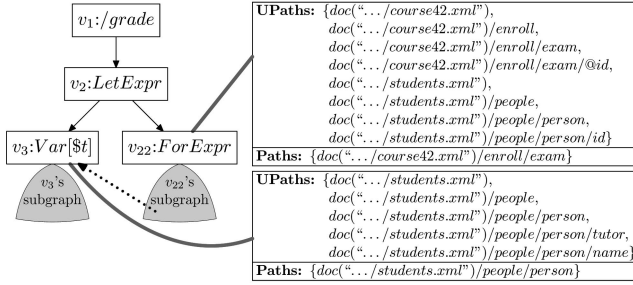 v1:/grade
v2:LetExpr
v3:Var[$t]
v22:ForExpr
v3's
subgraph
v22's
subgraph
UPaths: {doc(“.../course42.xml”),
doc(“.../course42.xml”)/enroll,
doc(“.../course42.xml”)/enroll/exam,
doc(“.../course42.xml”)/enroll/exam/@id,
doc(“.../students.xml”),
doc(“.../students.xml”)/people,
doc(“.../students.xml”)/people/person,
doc(“.../students.xml”)/people/person/id}
Paths: {doc(“.../course42.xml”)/enroll/exam}
UPaths: {doc(“.../students.xml”),
doc(“.../students.xml”)/people,
doc(“.../students.xml”)/people/person,
doc(“.../students.xml”)/people/person/tutor,
doc(“.../students.xml”)/people/person/name}
Paths: {doc(“.../students.xml”)/people/person}